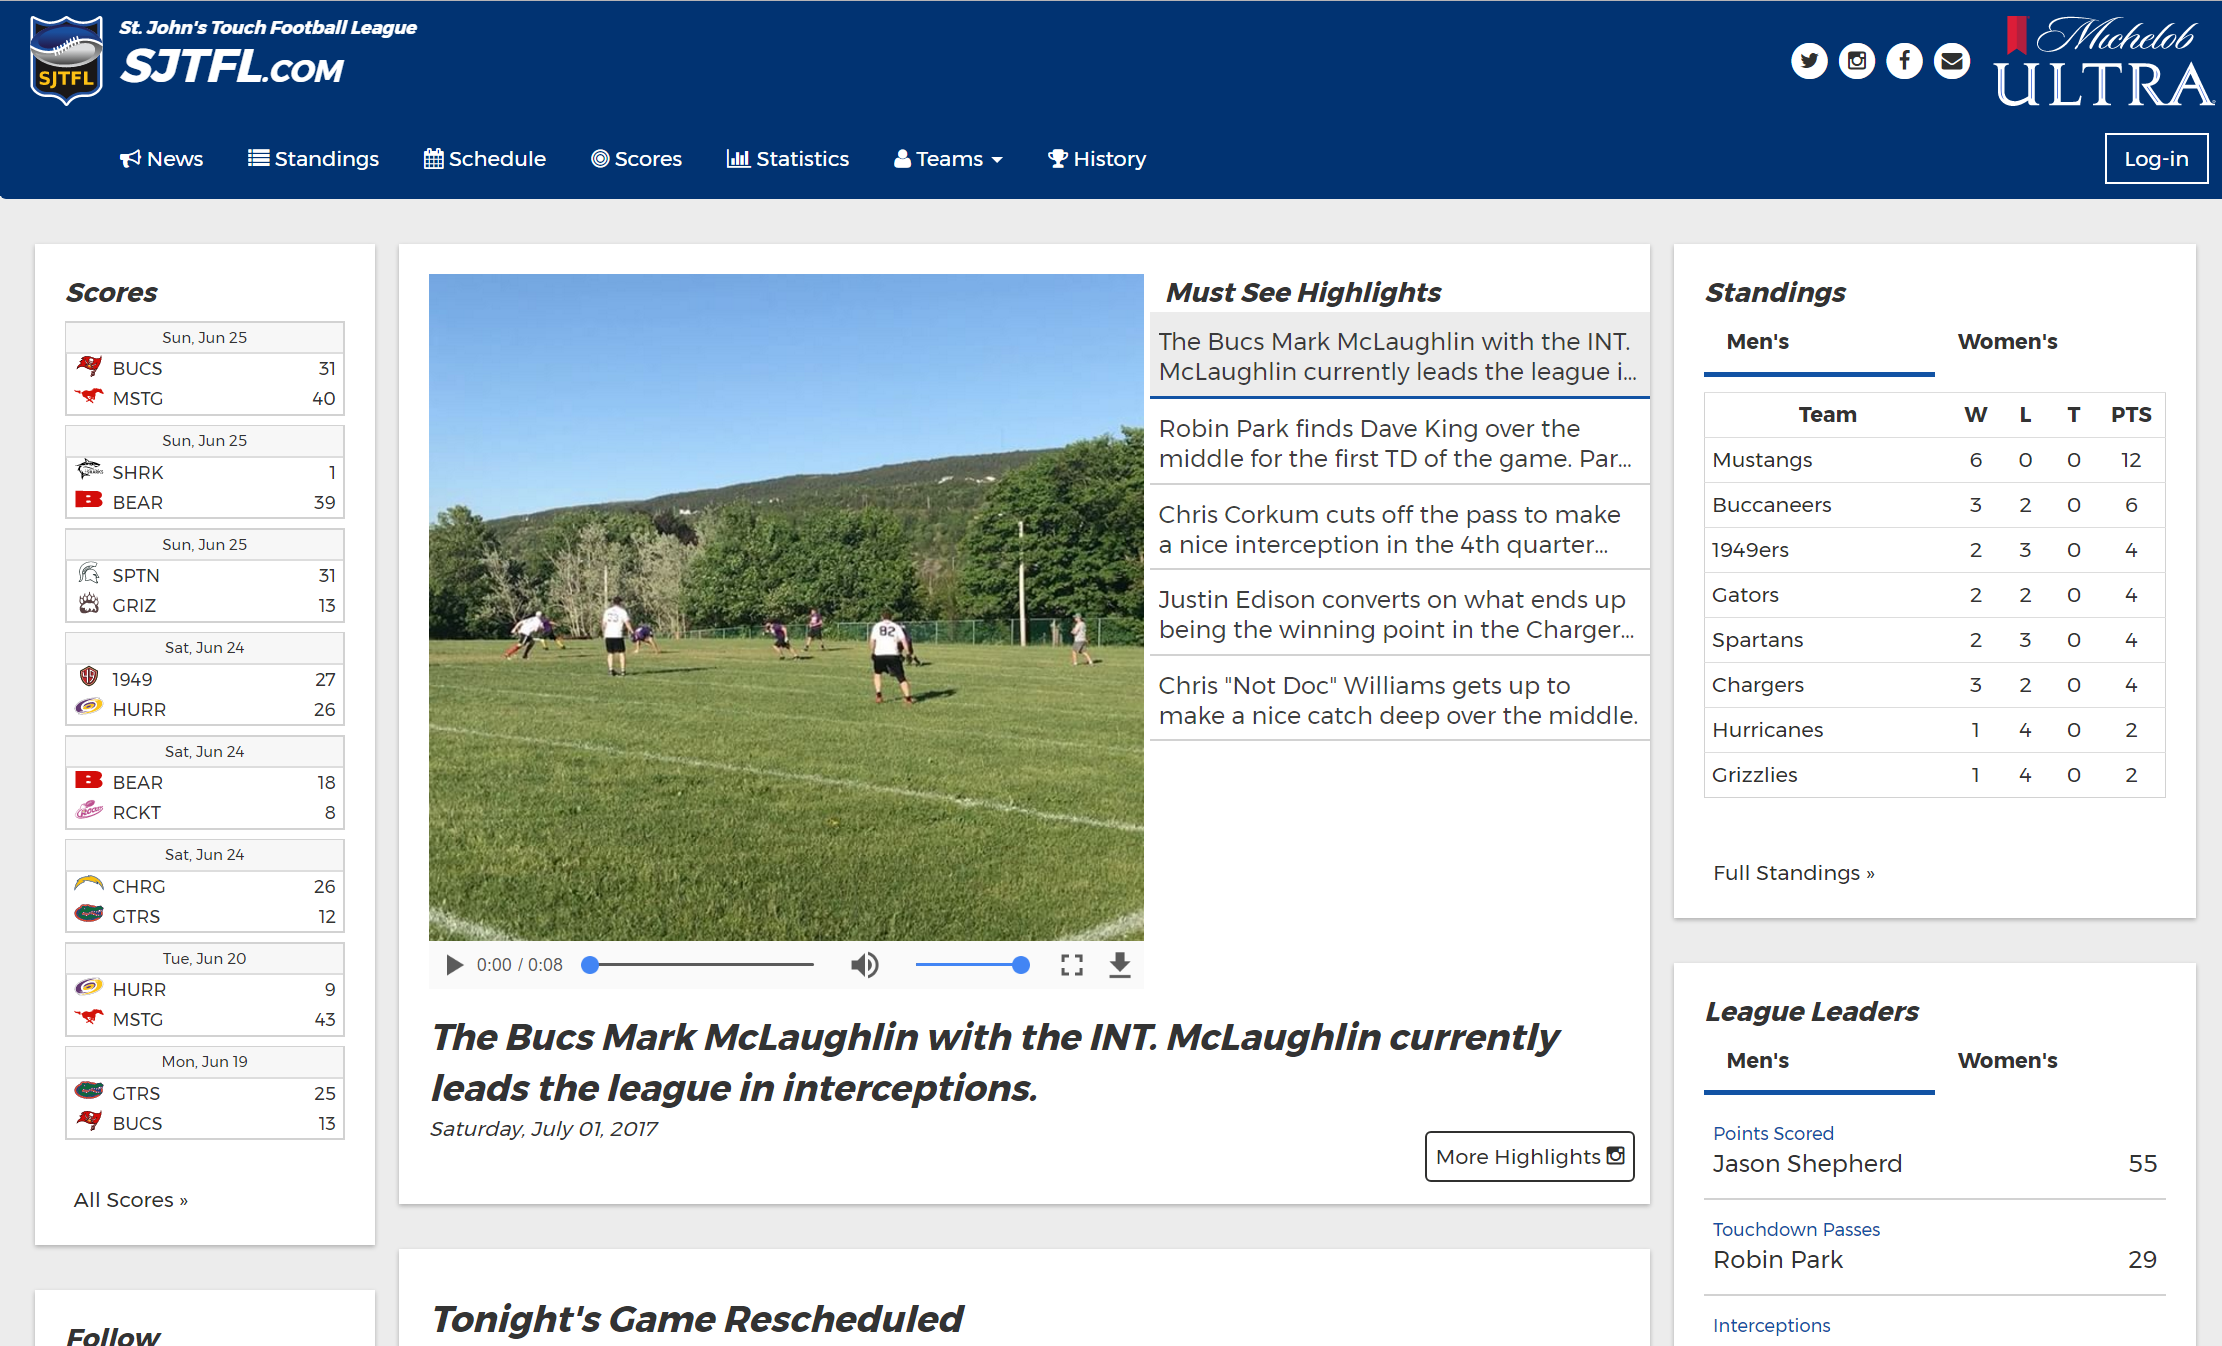 St. John's Touch Football League
SJTFL.COM
SJTFL
Michelob
ULTRA
News
Standings
Schedule
Scores
Statistics
Teams
History
Log-in
Scores
Sun, Jun 25
BUCS 31
MSTG 40
Sun, Jun 25
SHRK 1
BEAR 39
Sun, Jun 25
SPTN 31
GRIZ 13
Sat, Jun 24
1949 27
HURR 26
Sat, Jun 24
BEAR 18
RCKT 8
Sat, Jun 24
CHRG 26
GTRS 12
Tue, Jun 20
HURR 9
MSTG 43
Mon, Jun 19
GTRS 25
BUCS 13
All Scores »
Follow
82
0:00 / 0:08
Must See Highlights
The Bucs Mark McLaughlin with the INT.
McLaughlin currently leads the league i...
Robin Park finds Dave King over the
middle for the first TD of the game. Par...
Chris Corkum cuts off the pass to make
a nice interception in the 4th quarter...
Justin Edison converts on what ends up
being the winning point in the Charger...
Chris "Not Doc" Williams gets up to
make a nice catch deep over the middle.
The Bucs Mark McLaughlin with the INT. McLaughlin currently
leads the league in interceptions.
Saturday, July 01, 2017
More Highlights
Tonight's Game Rescheduled
Standings
Men's Women's
Team W L T PTS
Mustangs 6 0 0 12
Buccaneers 3 2 0 6
1949ers 2 3 0 4
Gators 2 2 0 4
Spartans 2 3 0 4
Chargers 3 2 0 4
Hurricanes 1 4 0 2
Grizzlies 1 4 0 2
Full Standings »
League Leaders
Men's Women's
Points Scored
Jason Shepherd 55
Touchdown Passes
Robin Park 29
Interceptions